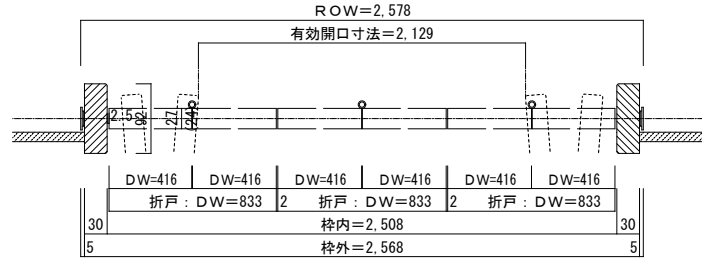 ROW=2,578
有効開口寸法=2,129
2.5
92
27
24
DW=416 DW=416 DW=416 DW=416 DW=416 DW=416
折戸:DW=833 2 折戸:DW=833 2 折戸:DW=833
30 枠内=2,508 30
5 枠外=2,568 5